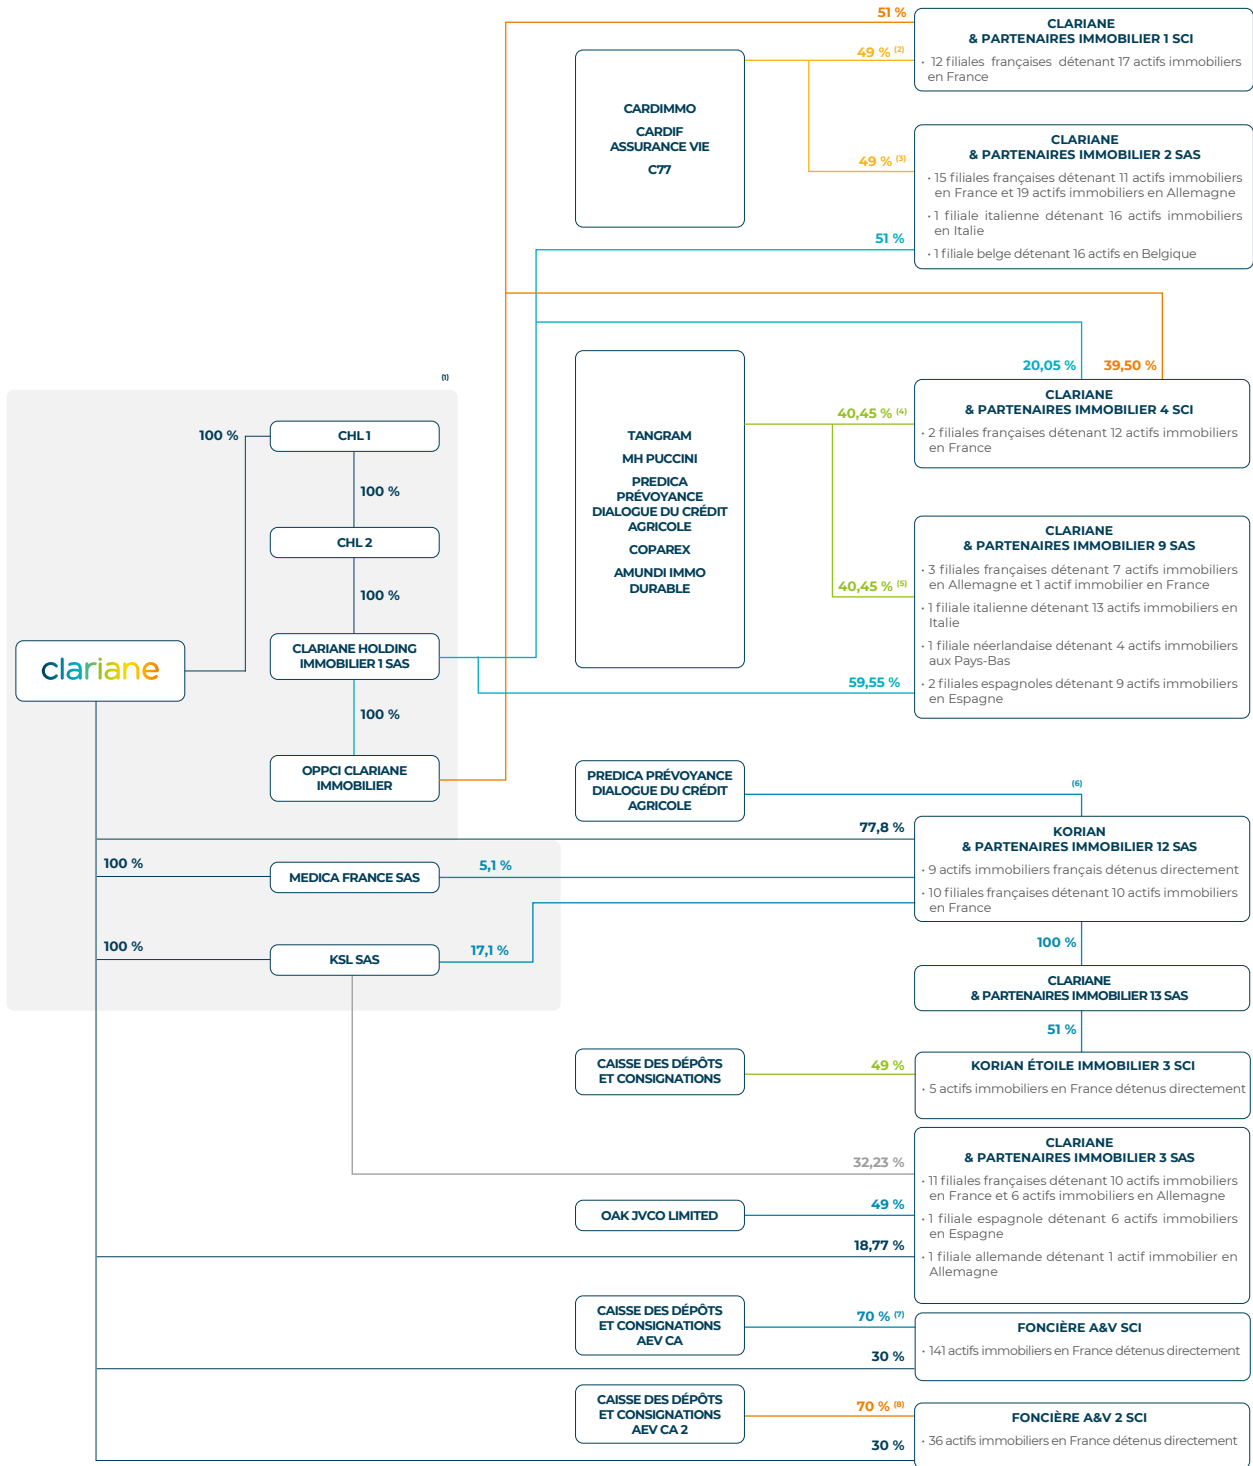 51 %
CLARIANE
& PARTENAIRES IMMOBILIER 1 SCI
• 12 filiales françaises détenant 17 actifs immobiliers
en France
49 % (2)
CARDIMMO
CARDIF
ASSURANCE VIE
C77
49 % (3)
CLARIANE
& PARTENAIRES IMMOBILIER 2 SAS
• 15 filiales françaises détenant 11 actifs immobiliers
en France et 19 actifs immobiliers en Allemagne
• 1 filiale italienne détenant 16 actifs immobiliers
en Italie
• 1 filiale belge détenant 16 actifs en Belgique
51 %
20,05 %
39,50 %
(1)
CLARIANE
& PARTENAIRES IMMOBILIER 4 SCI
• 2 filiales françaises détenant 12 actifs immobiliers
en France
40,45 % (4)
TANGRAM
MH PUCCINI
PREDICA
PRÉVOYANCE
DIALOGUE DU CRÉDIT
AGRICOLE
COPAREX
AMUNDI IMMO
DURABLE
100 %
CHL 1
100 %
CHL 2
100 %
CLARIANE
& PARTENAIRES IMMOBILIER 9 SAS
• 3 filiales françaises détenant 7 actifs immobiliers
en Allemagne et 1 actif immobilier en France
• 1 filiale italienne détenant 13 actifs immobiliers en
Italie
• 1 filiale néerlandaise détenant 4 actifs immobiliers
aux Pays-Bas
• 2 filiales espagnoles détenant 9 actifs immobiliers
en Espagne
40,45 % (5)
59,55 %
clariane
CLARIANE HOLDING
IMMOBILIER 1 SAS
100 %
OPPCI CLARIANE
IMMOBILIER
PREDICA PRÉVOYANCE
DIALOGUE DU CRÉDIT
AGRICOLE
(6)
77,8 %
KORIAN
& PARTENAIRES IMMOBILIER 12 SAS
• 9 actifs immobiliers français détenus directement
• 10 filiales françaises détenant 10 actifs immobiliers
en France
100 %
MEDICA FRANCE SAS
5,1 %
100 %
KSL SAS
17,1 %
100 %
CLARIANE
& PARTENAIRES IMMOBILIER 13 SAS
51 %
CAISSE DES DÉPÔTS
ET CONSIGNATIONS
49 %
KORIAN ÉTOILE IMMOBILIER 3 SCI
• 5 actifs immobiliers en France détenus directement
32,23 %
CLARIANE
& PARTENAIRES IMMOBILIER 3 SAS
• 11 filiales françaises détenant 10 actifs immobiliers
en France et 6 actifs immobiliers en Allemagne
• 1 filiale espagnole détenant 6 actifs immobiliers
en Espagne
• 1 filiale allemande détenant 1 actif immobilier en
Allemagne
OAK JVCO LIMITED
49 %
18,77 %
CAISSE DES DÉPÔTS
ET CONSIGNATIONS
AEV CA
70 % (7)
30 %
FONCIÈRE A&V SCI
• 141 actifs immobiliers en France détenus directement
CAISSE DES DÉPÔTS
ET CONSIGNATIONS
AEV CA 2
70 % (8)
30 %
FONCIÈRE A&V 2 SCI
• 36 actifs immobiliers en France détenus directement